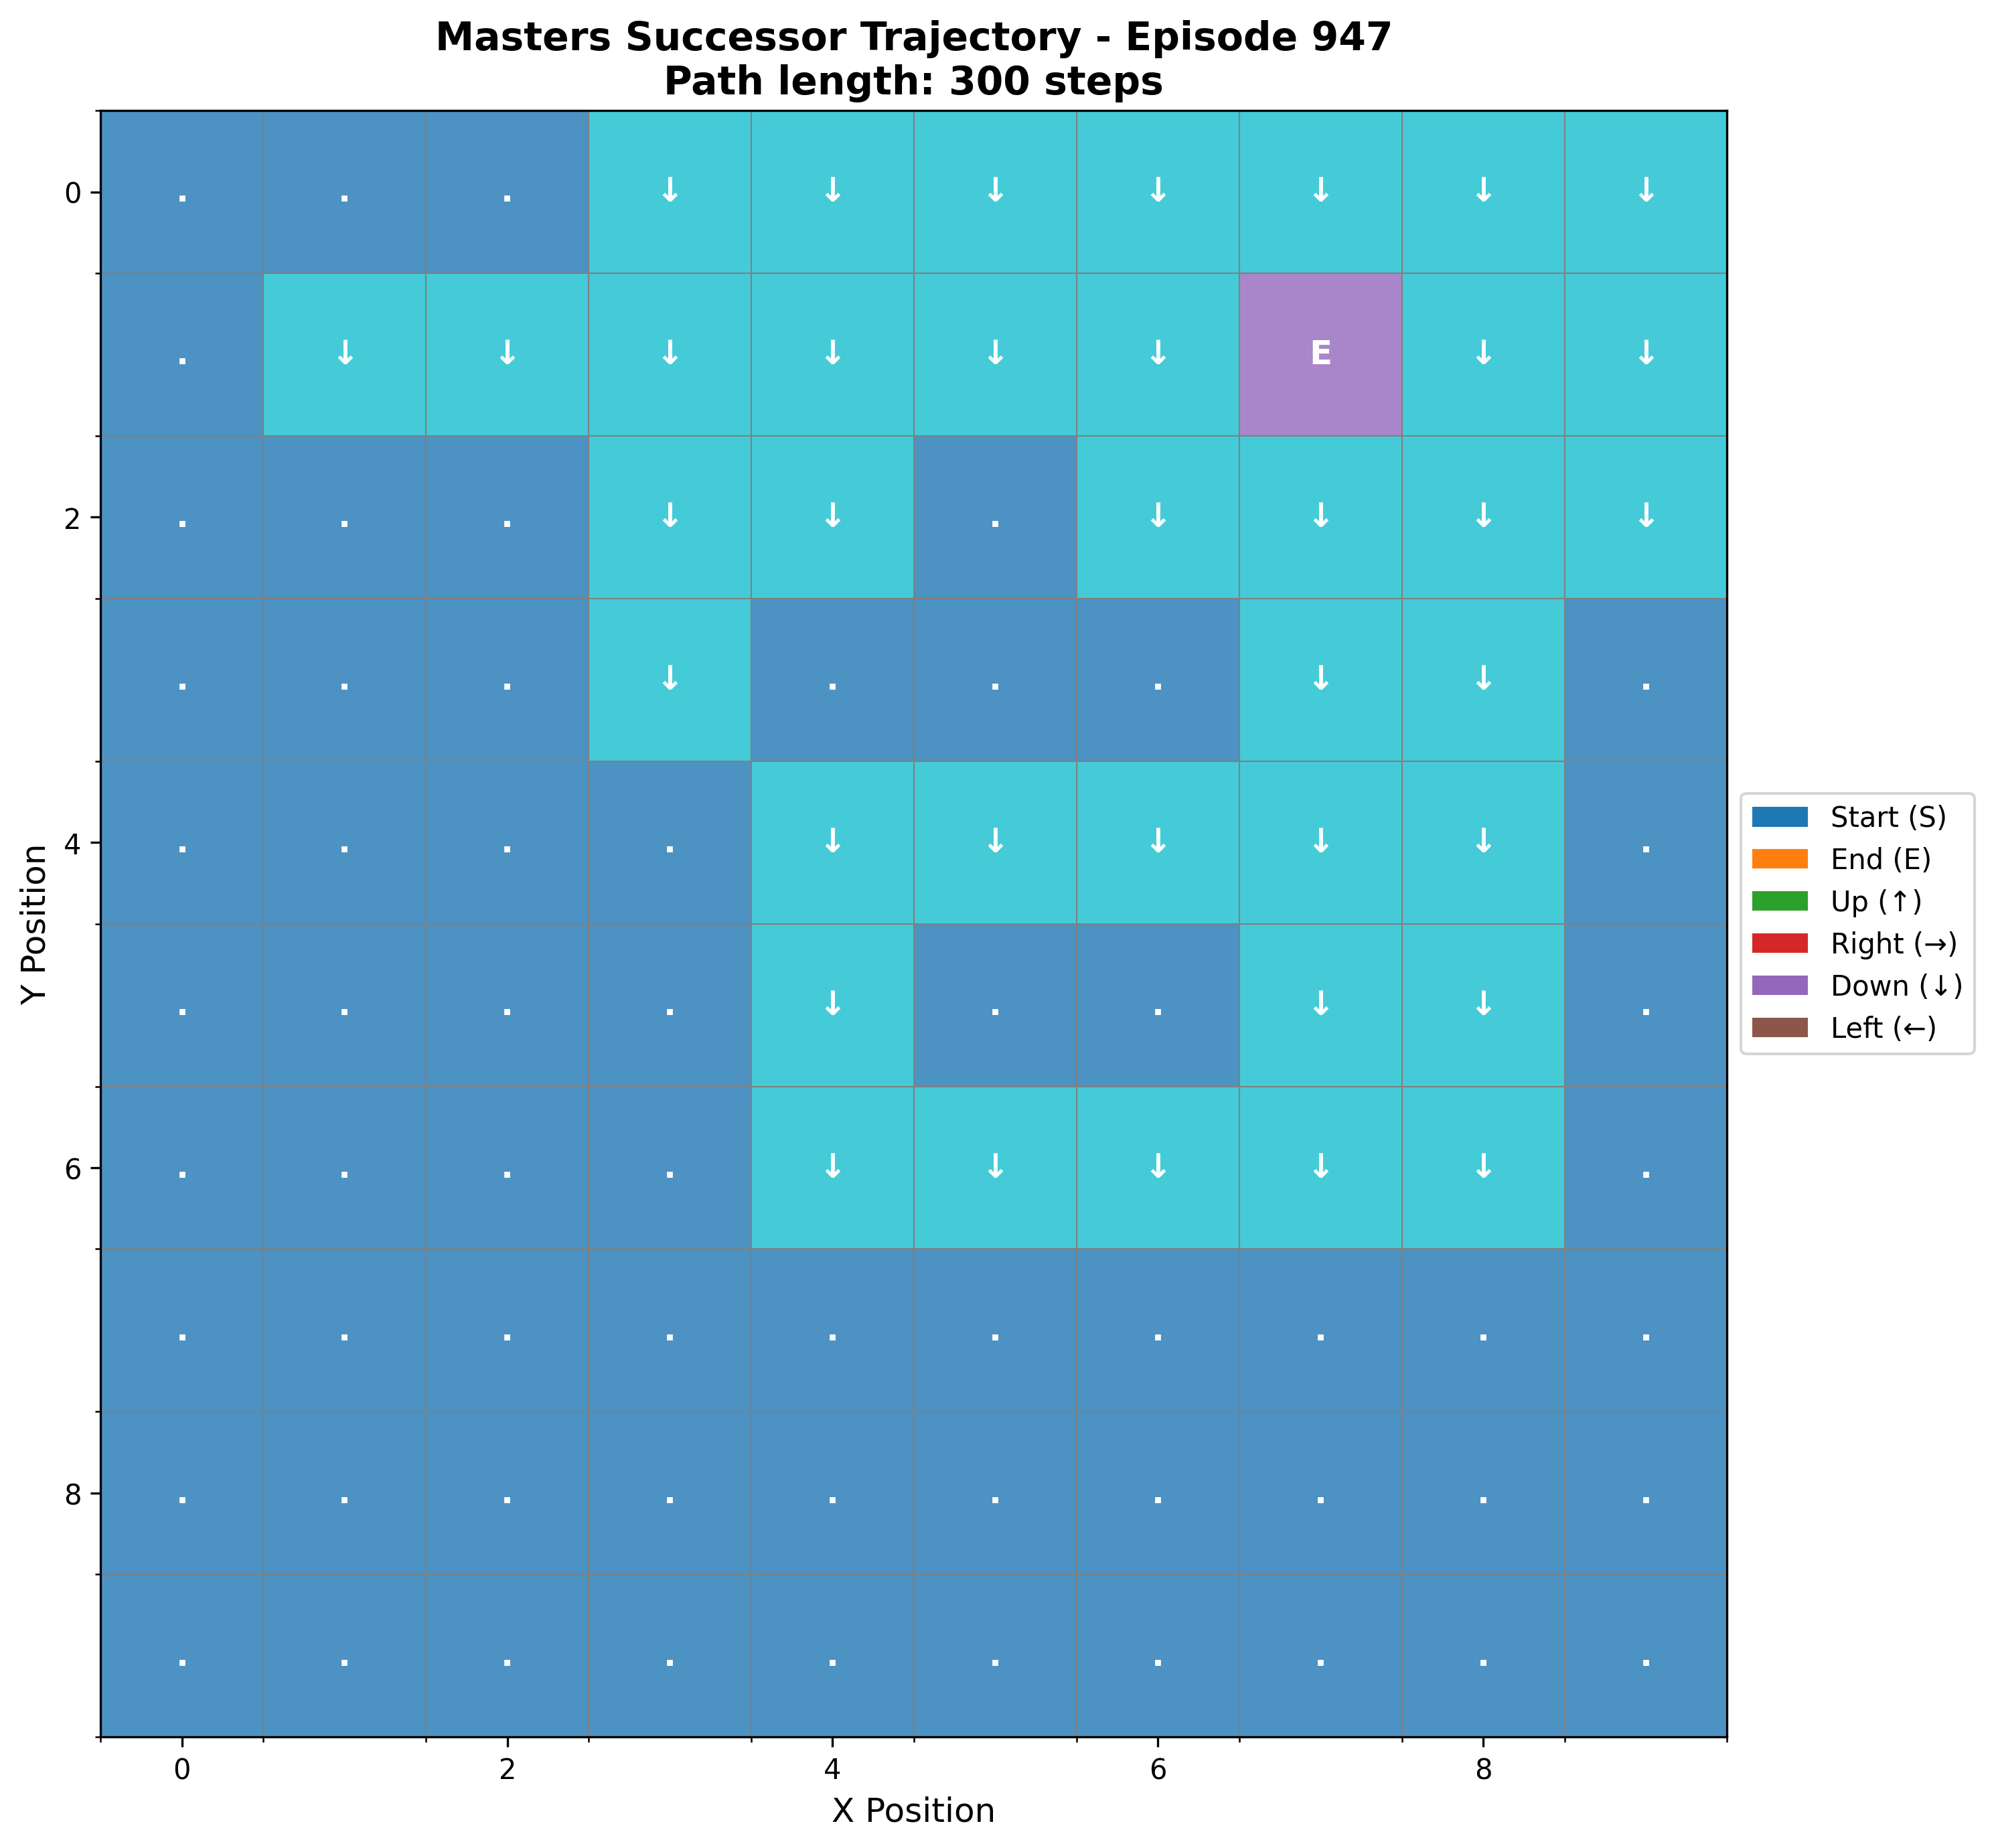 Masters Successor Trajectory - Episode 947
Path length: 300 steps
0 . . . ↓ ↓ ↓ ↓ ↓ ↓ ↓
. ↓ ↓ ↓ ↓ ↓ ↓ E ↓ ↓
2 . . . ↓ ↓ . ↓ ↓ ↓ ↓
. . . ↓ . . . ↓ ↓ .
4 . . . . ↓ ↓ ↓ ↓ ↓ .
. . . . ↓ . . ↓ ↓ .
6 . . . . ↓ ↓ ↓ ↓ ↓ .
. . . . . . . . . .
8 . . . . . . . . . .
. . . . . . . . . .
0 2 4 6 8
X Position
Y Position
Start (S)
End (E)
Up (↑)
Right (→)
Down (↓)
Left (←)